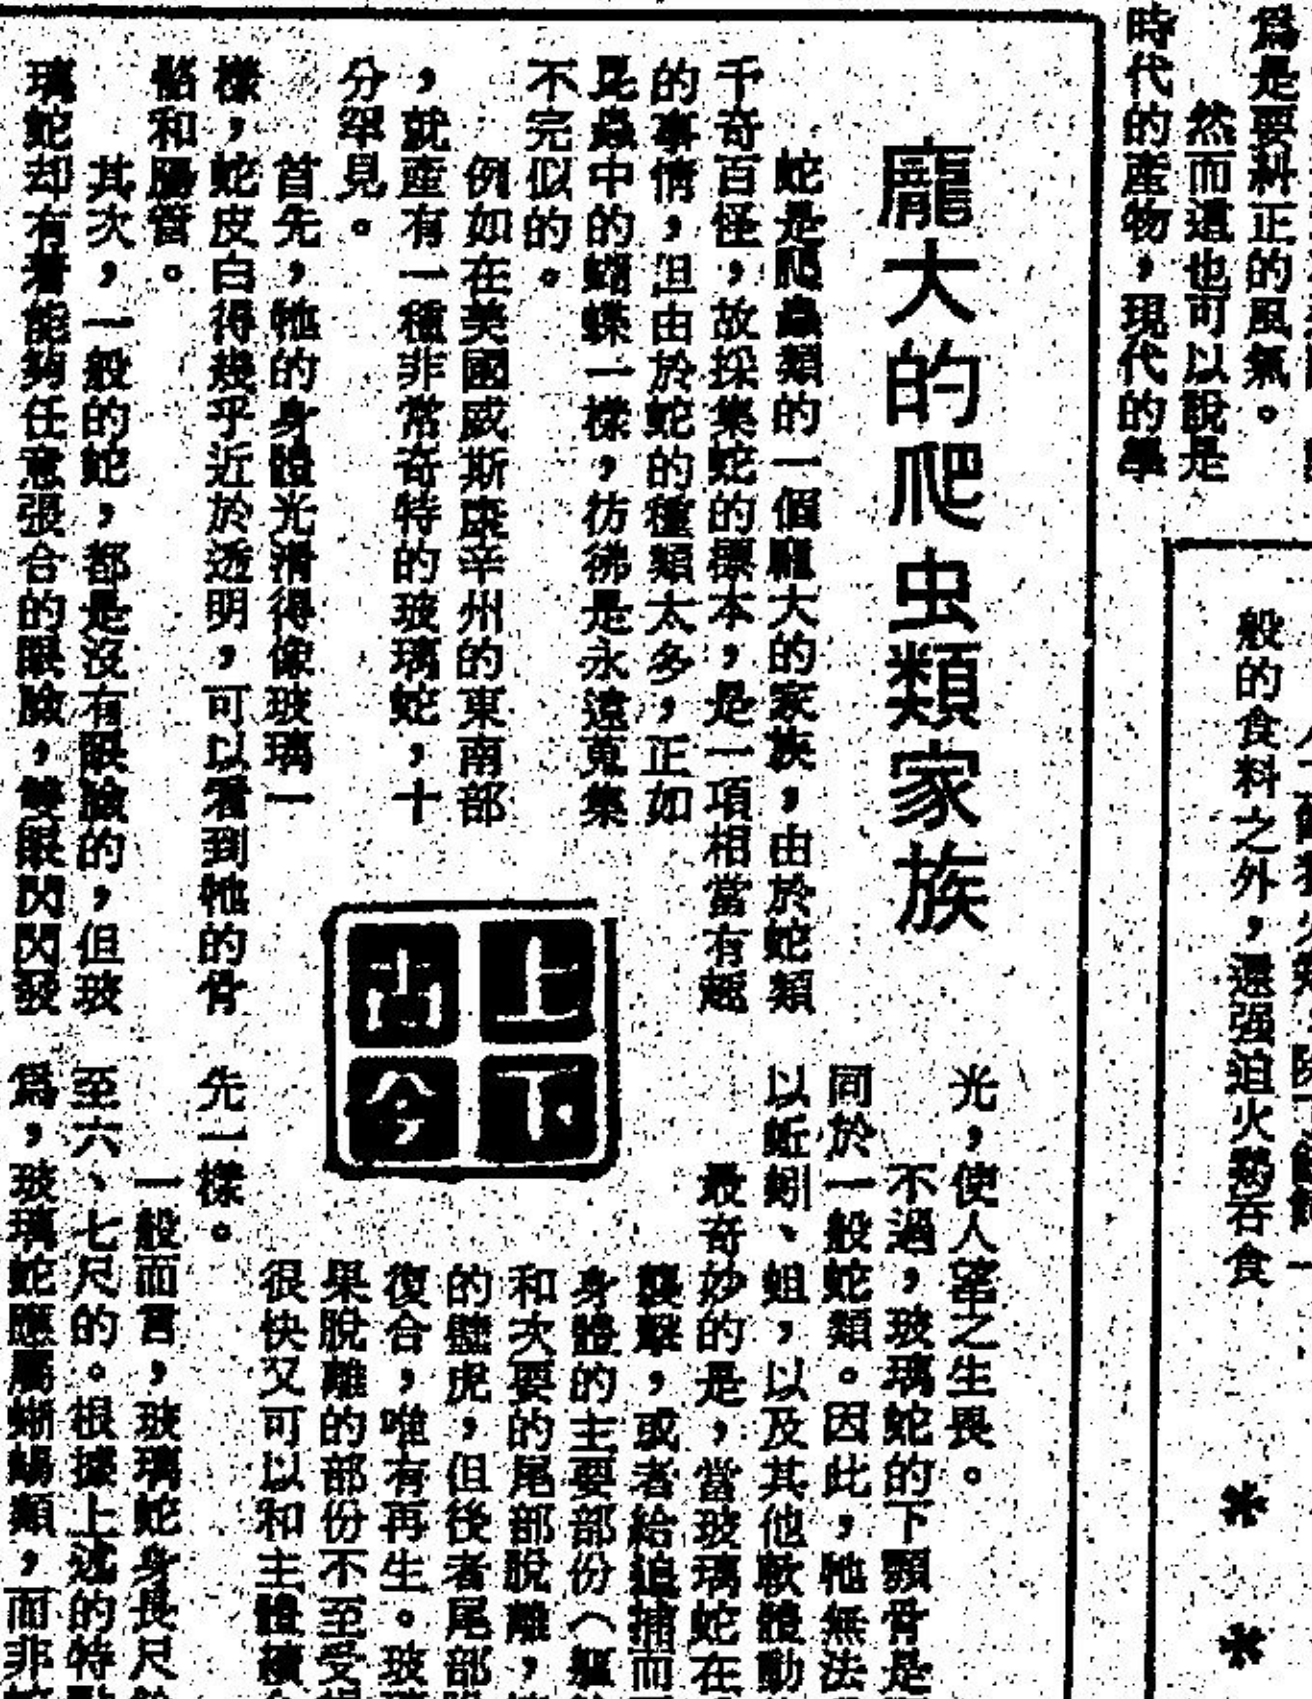 爲是要糾正的風氣。
然而這也可以說是
時代的產物，現代的學
般的食料之外，還强迫火鷄吞食
＊　＊
龐大的爬虫類家族
蛇是爬蟲類的一個龐大的家族，由於蛇類
千奇百怪，故採集蛇的標本，是一項相當有趣
的事情，但由於蛇的種類太多，正如
昆蟲中的蝴蝶一樣，彷彿是永遠蒐集
不完似的。
例如在美國威斯康辛州的東南部
，就產有一種非常奇特的玻璃蛇，十
分罕見。
首先，牠的身體光滑得像玻璃一
樣，蛇皮白得幾乎近於透明，可以看到牠的骨
骼和腸管。
其次，一般的蛇，都是沒有眼臉的，但玻
璃蛇却有着能夠任意張合的眼臉，雙眼閃閃發
上下
古今
光，使人望之生畏。
不過，玻璃蛇的下顎骨是
同於一般蛇類。因此，牠無法
以蚯蚓、蛆，以及其他軟體動
最奇妙的是，當玻璃蛇在
襲擊，或者給追捕而
身體的主要部份（軀
和次要的尾部脫離，
的壁虎，但後者尾部
復合，唯有再生。玻
果脫離的部份不至受
很快又可以和主體
先一樣。
一般而言，玻璃蛇身長尺
至六、七尺的。根據上述的特
爲，玻璃蛇應屬蜥蜴類，而非